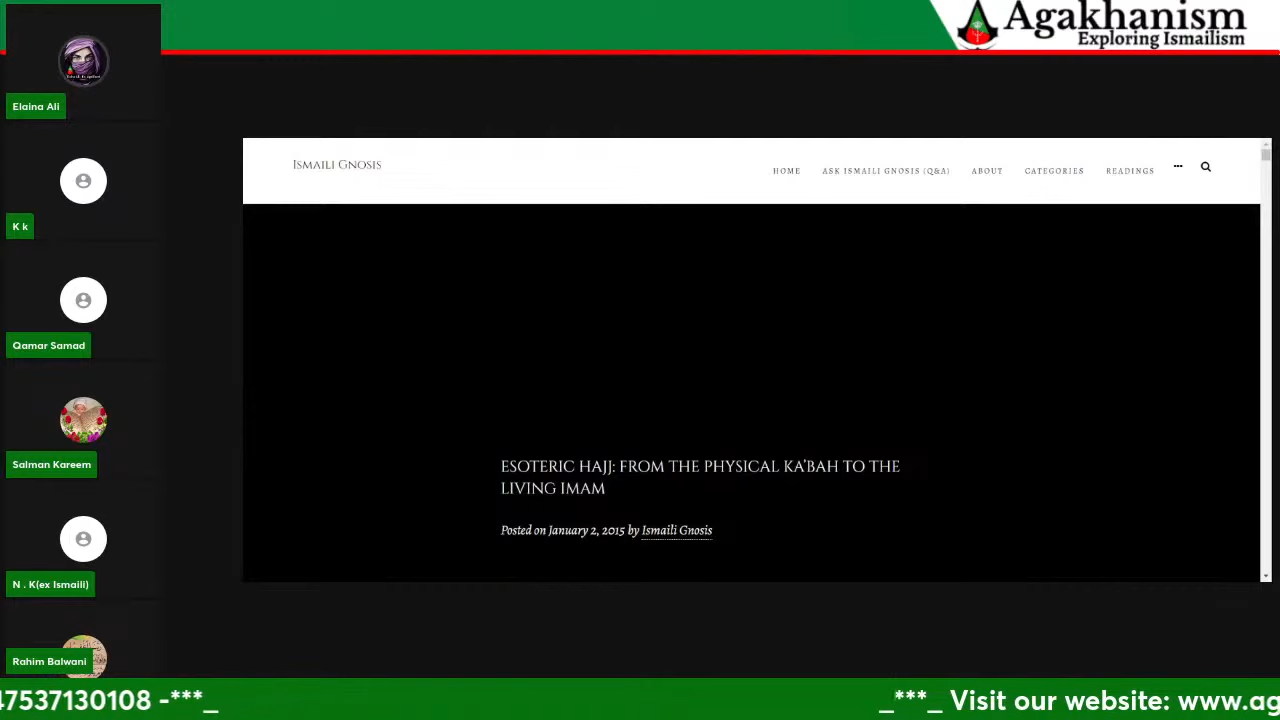 Agakhanism
Exploring Ismailism
Elaina Ali
K k
Qamar Samad
Salman Kareem
N . K(ex Ismaili)
Rahim Balwani
Ismaili Gnosis
HOME
ASK ISMAILI GNOSIS (Q&A)
ABOUT
CATEGORIES
READINGS
ESOTERIC HAJJ: FROM THE PHYSICAL KA’BAH TO THE
LIVING IMAM
Posted on January 2, 2015 by Ismaili Gnosis
47537130108 -***_
_***_ Visit our website: www.ag